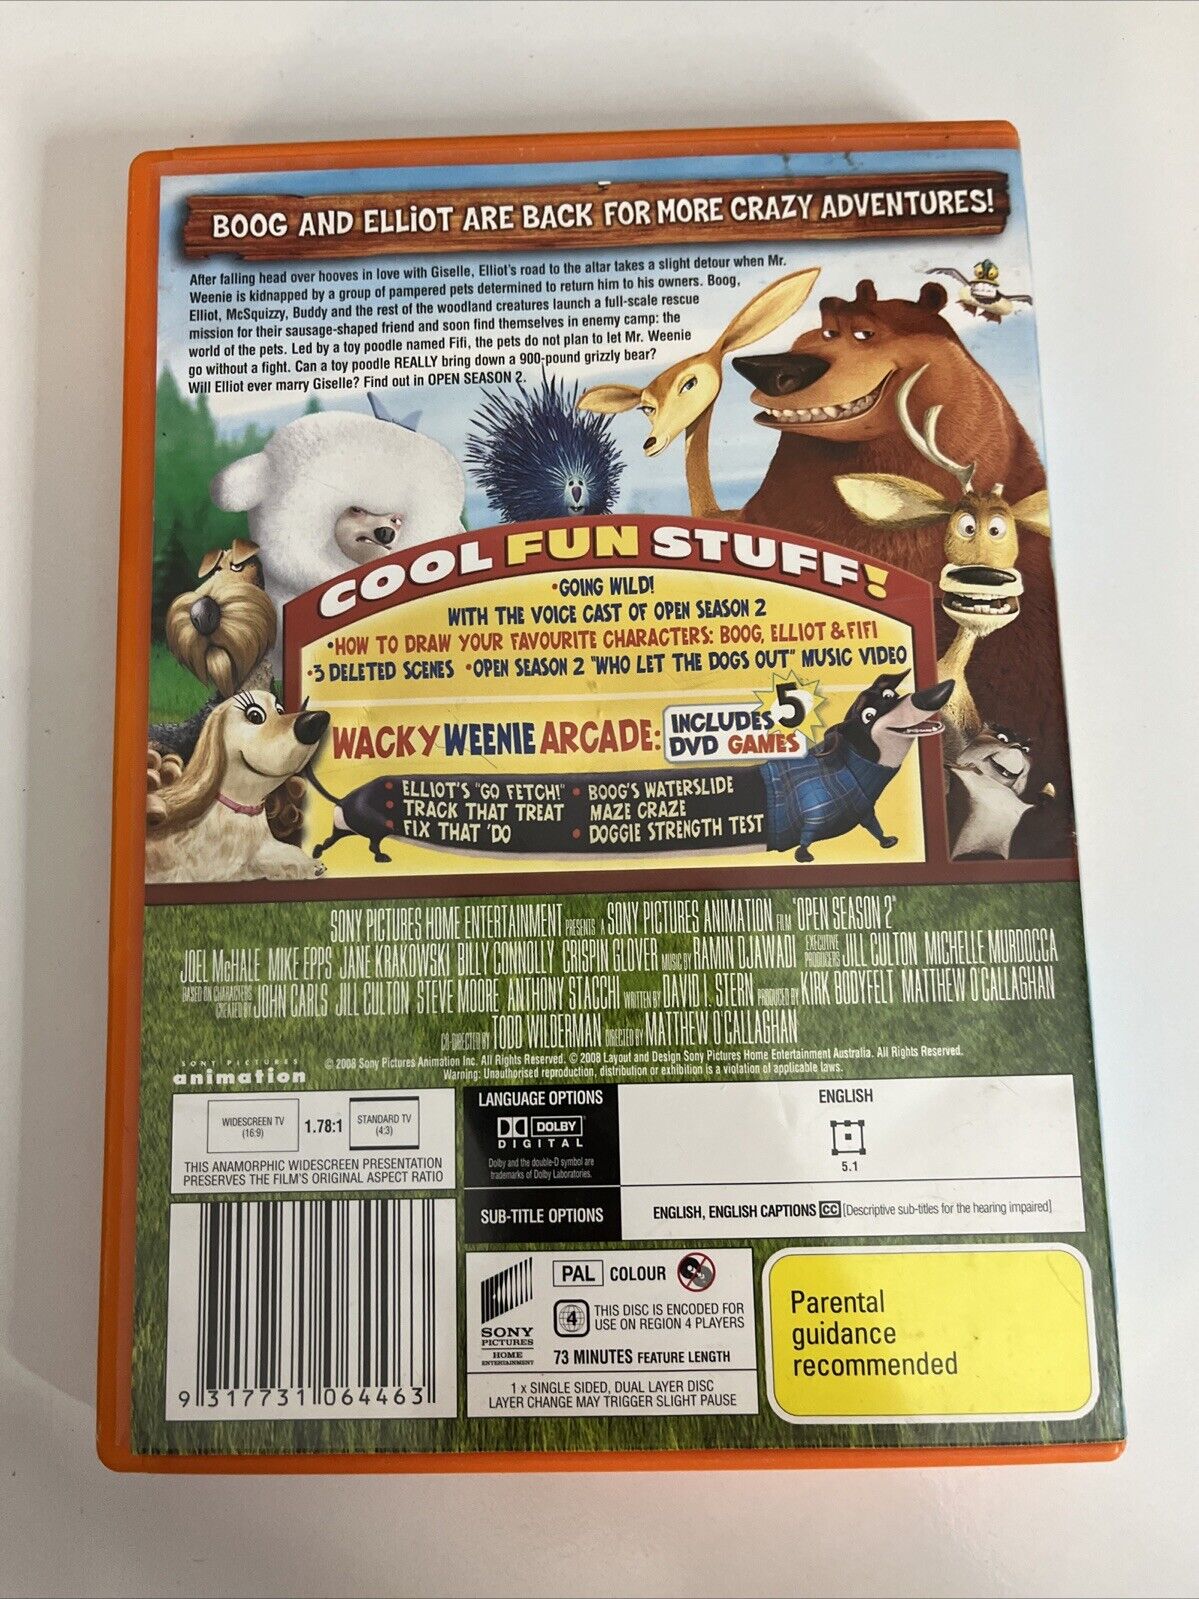 BOOG AND ELLiOT ARE BACK FOR MORE CRAZY ADVENTURES!
After falling head over hooves in love with Giselle, Elliot's road to the altar takes a slight detour when Mr.
Weenie is kidnapped by a group of pampered pets determined to return him to his owners. Boog,
Elliot, McSquizzy, Buddy and the rest of the woodland creatures launch a full-scale rescue
mission for their sausage-shaped friend and soon find themselves in enemy camp: the
world of the pets. Led by a toy poodle named Fifi, the pets do not plan to let Mr. Weenie
go without a fight. Can a toy poodle REALLY bring down a 900-pound grizzly bear?
Will Elliot ever marry Giselle? Find out in OPEN SEASON 2.
COOL FUN STUFF!
•GOING WILD!
WITH THE VOICE CAST OF OPEN SEASON 2
•HOW TO DRAW YOUR FAVOURITE CHARACTERS: BOOG, ELLIOT & FIFI
•3 DELETED SCENES •OPEN SEASON 2 "WHO LET THE DOGS OUT" MUSIC VIDEO
WACKY WEENIE ARCADE: INCLUDES 5 DVD GAMES
• ELLIOT'S "GO FETCH!" • BOOG'S WATERSLIDE
• TRACK THAT TREAT MAZE CRAZE
• FIX THAT 'DO • DOGGIE STRENGTH TEST
SONY PICTURES HOME ENTERTAINMENT PRESENTS A SONY PICTURES ANIMATION FILM "OPEN SEASON 2"
JOEL McHALE MIKE EPPS JANE KRAKOWSKI BILLY CONNOLLY CRISPIN GLOVER MUSIC BY RAMIN DJAWADI EXECUTIVE PRODUCERS JILL CULTON MICHELLE MURDOCCA
BASED ON CHARACTERS CREATED BY JOHN CARLS JILL CULTON STEVE MOORE ANTHONY STACCHI WRITTEN BY DAVID I. STERN PRODUCED BY KIRK BODYFELT MATTHEW O'CALLAGHAN
CO-DIRECTED BY TODD WILDERMAN DIRECTED BY MATTHEW O'CALLAGHAN
SONY PICTURES
animation
© 2008 Sony Pictures Animation Inc. All Rights Reserved. © 2008 Layout and Design Sony Pictures Home Entertainment Australia. All Rights Reserved.
Warning: Unauthorised reproduction, distribution or exhibition is a violation of applicable laws.
WIDESCREEN TV
(16:9)
1.78:1
STANDARD TV
(4:3)
THIS ANAMORPHIC WIDESCREEN PRESENTATION
PRESERVES THE FILM'S ORIGINAL ASPECT RATIO
LANGUAGE OPTIONS
DOLBY
DIGITAL
Dolby and the double-D symbol are
trademarks of Dolby Laboratories.
ENGLISH
5.1
SUB-TITLE OPTIONS
ENGLISH, ENGLISH CAPTIONS CC [Descriptive sub-titles for the hearing impaired]
9 317731 064463
SONY
PICTURES
HOME
ENTERTAINMENT
PAL COLOUR
4
THIS DISC IS ENCODED FOR
USE ON REGION 4 PLAYERS
73 MINUTES FEATURE LENGTH
1 x SINGLE SIDED, DUAL LAYER DISC
LAYER CHANGE MAY TRIGGER SLIGHT PAUSE
Parental
guidance
recommended